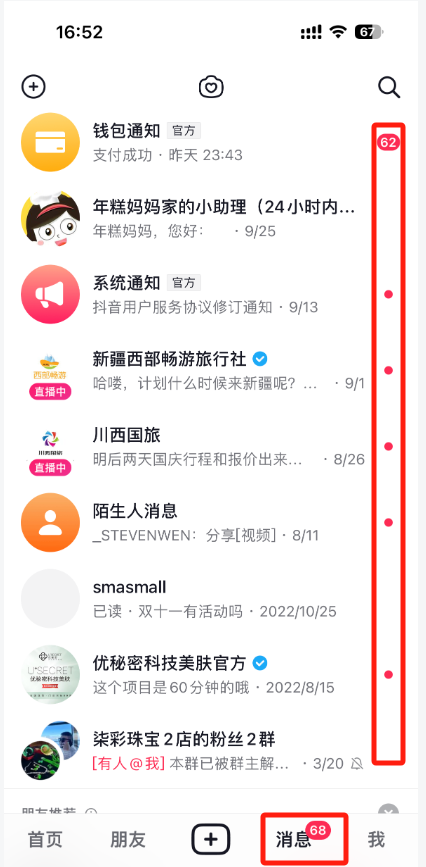 16:52
67
钱包通知 官方
62
支付成功 · 昨天 23:43
年糕妈妈家的小助理（24小时内...
年糕妈妈，您好： · 9/25
系统通知 官方
抖音用户服务协议修订通知 · 9/13
西部畅游
直播中
新疆西部畅游旅行社
哈喽，计划什么时候来新疆呢？... · 9/1
川西国旅
直播中
川西国旅
明后两天国庆行程和报价出来... · 8/26
陌生人消息
_STEVENWEN：分享[视频] · 8/11
smasmall
已读 · 双十一有活动吗 · 2022/10/25
U*SECRET
优秘密科技美肤
优秘密科技美肤官方
这个项目是60分钟的哦 · 2022/8/15
柒彩珠宝2店的粉丝2群
[有人@我] 本群已被群主解... · 3/20
朋友推荐
首页
朋友
消息
68
我